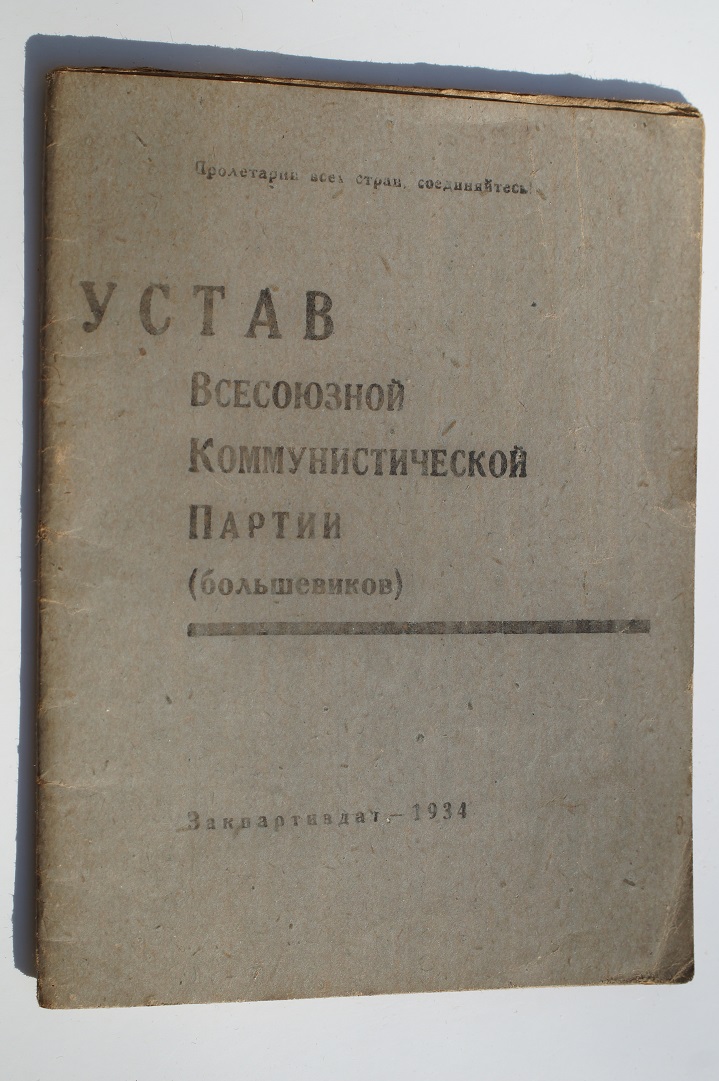 Пролетарии всех стран, соединяйтесь!
УСТАВ
Всесоюзной
Коммунистической
Партии
(большевиков)
Закпартиздат — 1934